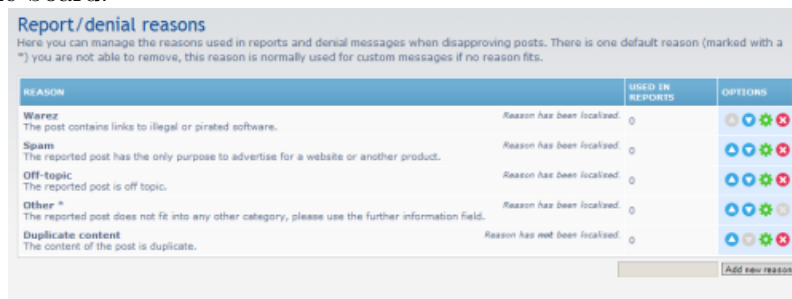 Report/denial reasons
Here you can manage the reasons used in reports and denial messages when disapproving posts. There is one default reason (marked with a
*) you are not able to remove, this reason is normally used for custom messages if no reason fits.
REASON USED IN REPORTS OPTIONS
Warez Reason has been localised. 0
The post contains links to illegal or pirated software.
Spam Reason has been localised. 0
The reported post has the only purpose to advertise for a website or another product.
Off-topic Reason has been localised. 0
The reported post is off topic.
Other * Reason has been localised. 0
The reported post does not fit into any other category, please use the further information field.
Duplicate content Reason has not been localised. 0
The content of the post is duplicate.
Add new reason